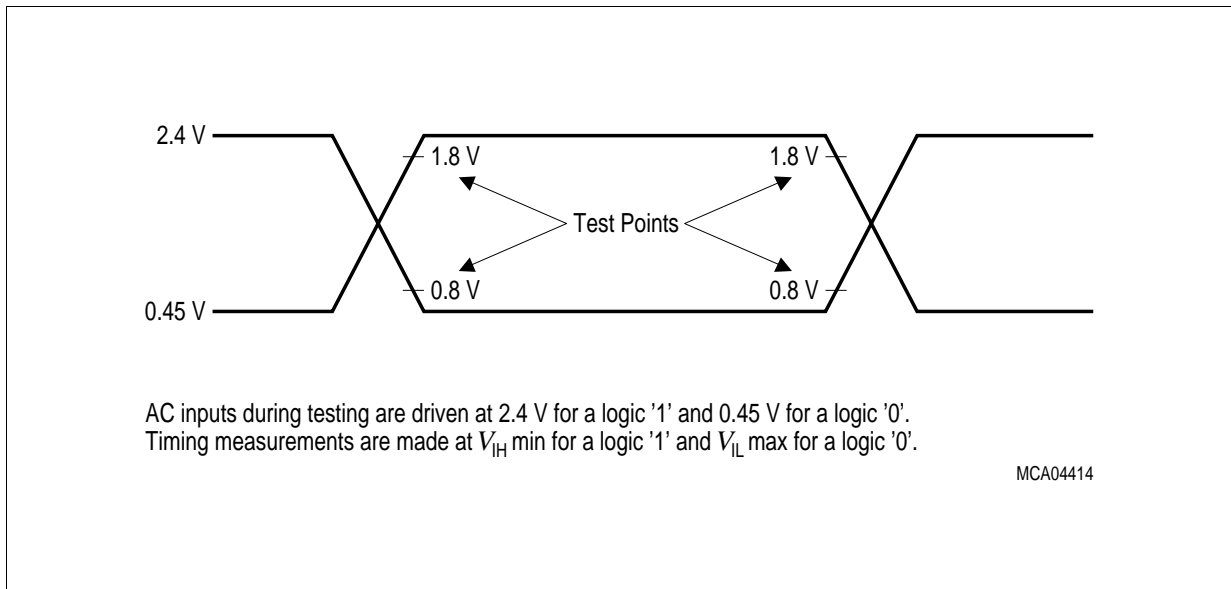 2.4 V
1.8 V 1.8 V
Test Points
0.8 V 0.8 V
0.45 V
AC inputs during testing are driven at 2.4 V for a logic ’1’ and 0.45 V for a logic ’0’.
Timing measurements are made at VIH min for a logic ’1’ and VIL max for a logic ’0’.
MCA04414